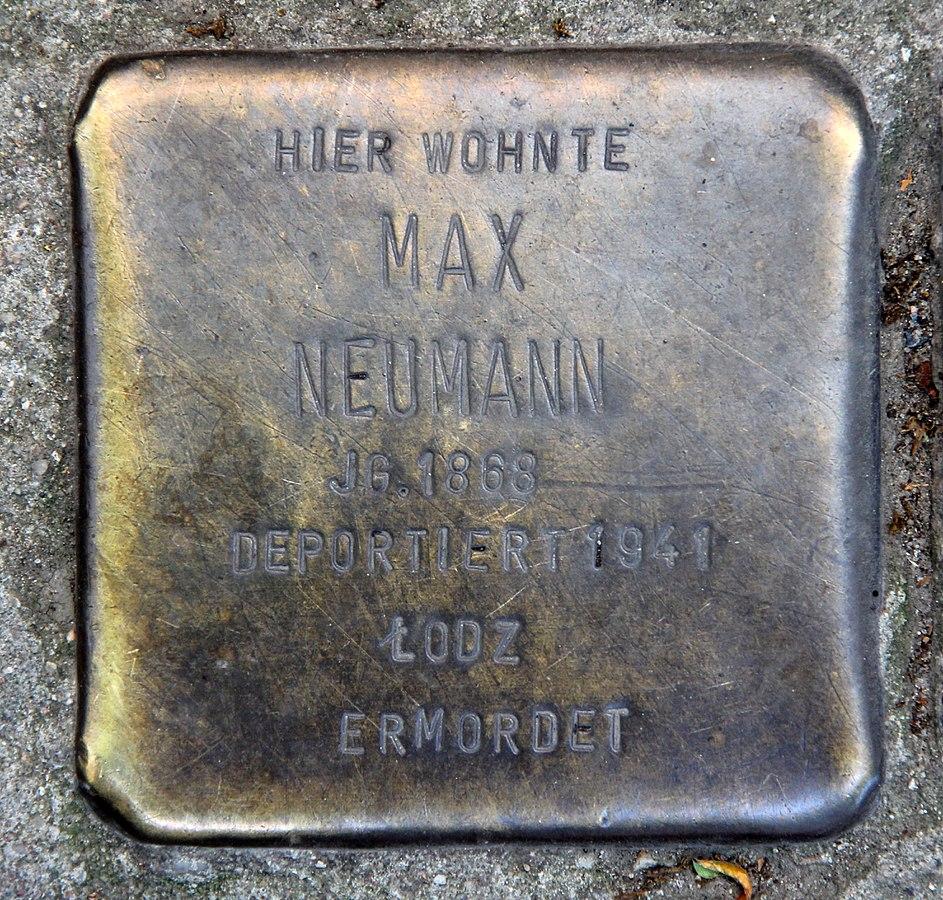 HIER WOHNTE
MAX
NEUMANN
JG. 1868
DEPORTIERT 1941
ŁODZ
ERMORDET